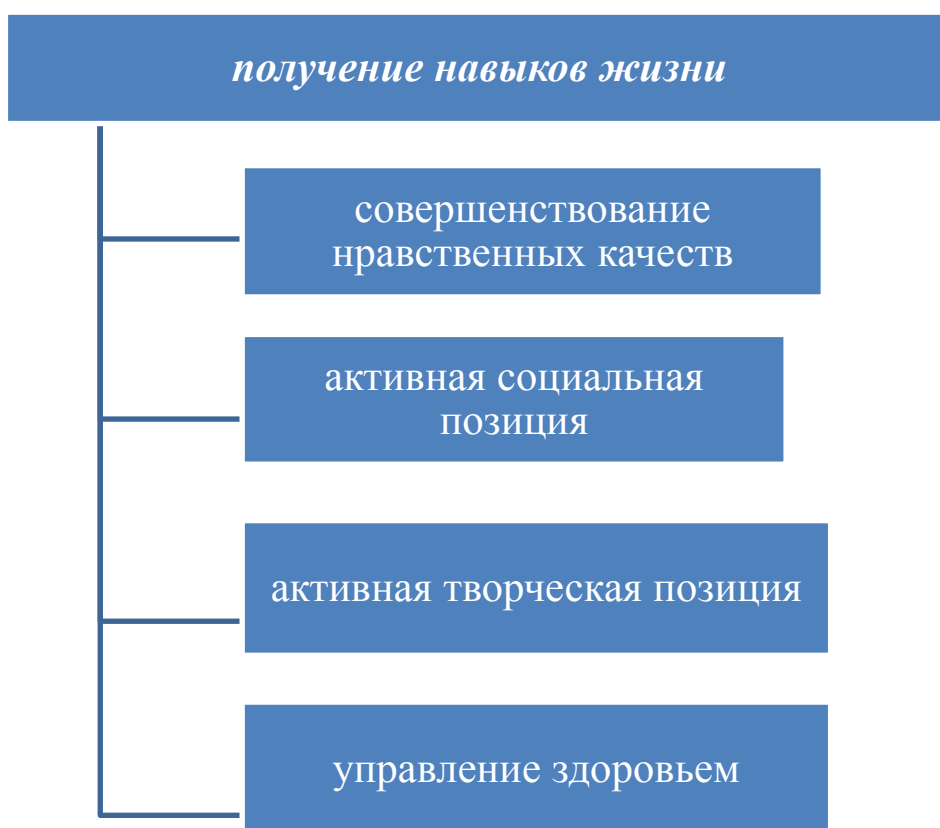 получение навыков жизни
совершенствование
нравственных качеств
активная социальная
позиция
активная творческая позиция
управление здоровьем